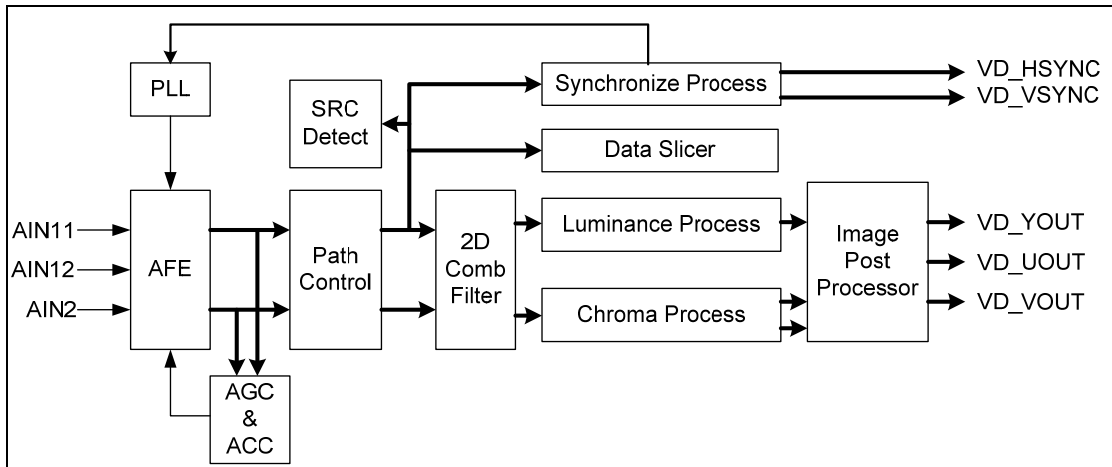 PLL
SRC
Detect
Synchronize Process
VD_HSYNC
VD_VSYNC
Data Slicer
AIN11
AIN12
AIN2
AFE
Path
Control
2D
Comb
Filter
Luminance Process
Chroma Process
Image
Post
Processor
VD_YOUT
VD_UOUT
VD_VOUT
AGC
&
ACC